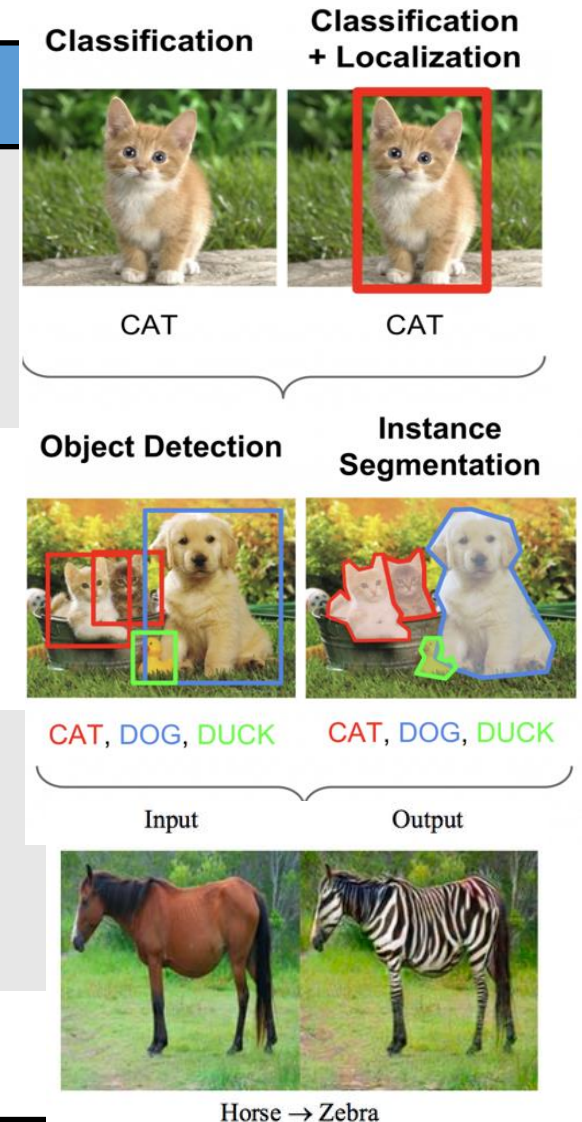 Classification
Classification
+ Localization
CAT
CAT
Object Detection
Instance
Segmentation
CAT, DOG, DUCK
CAT, DOG, DUCK
Input
Output
Horse → Zebra